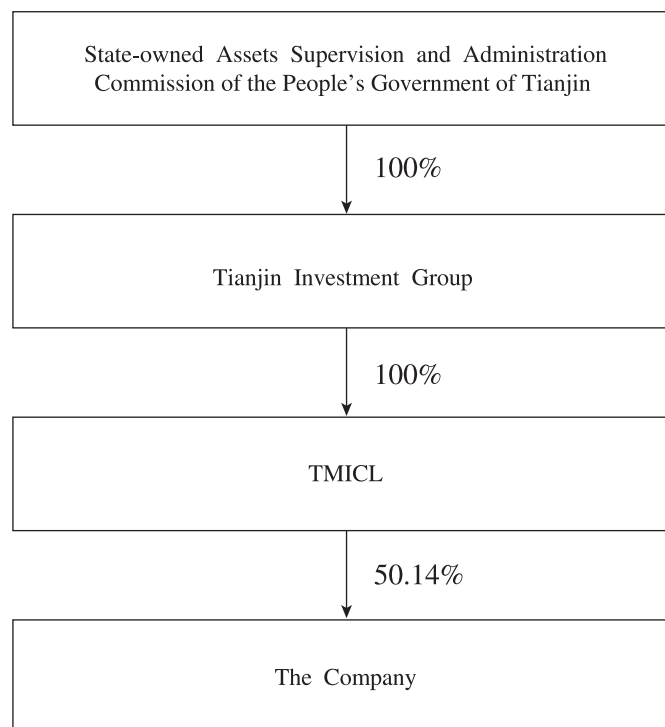 State-owned Assets Supervision and Administration
Commission of the People’s Government of Tianjin
100%
Tianjin Investment Group
100%
TMICL
50.14%
The Company